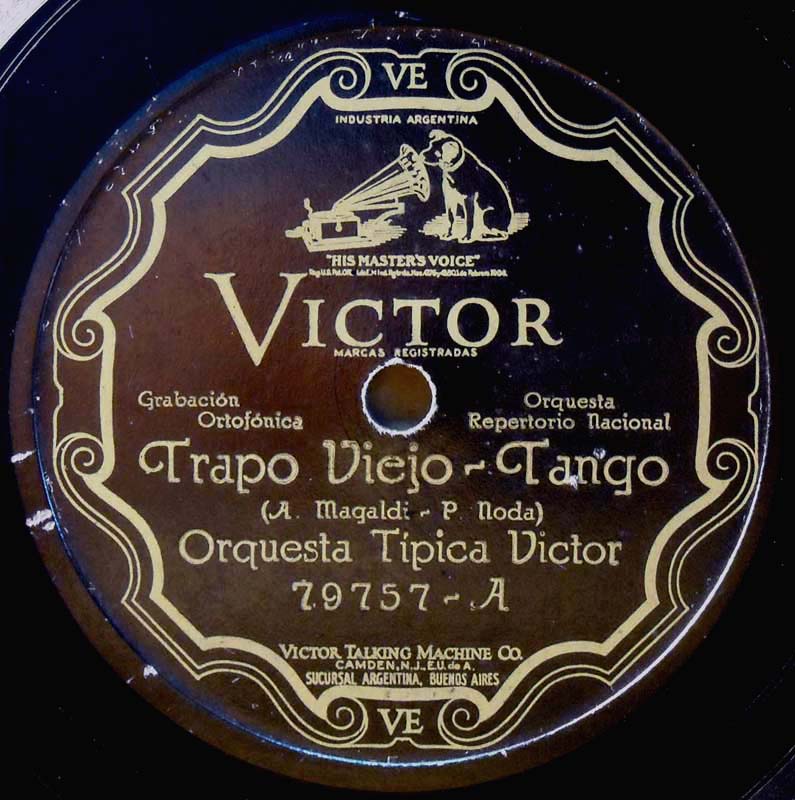 VE
INDUSTRIA ARGENTINA
"HIS MASTER'S VOICE"
VICTOR
MARCAS REGISTRADAS
Grabación Orquesta
Ortofónica Repertorio Nacional
Trapo Viejo - Tango
(A. Magaldi - P. Noda)
Orquesta Típica Victor
79757 - A
VICTOR TALKING MACHINE CO.
CAMDEN, N.J., E.U. de A.
SUCURSAL ARGENTINA, BUENOS AIRES
VE